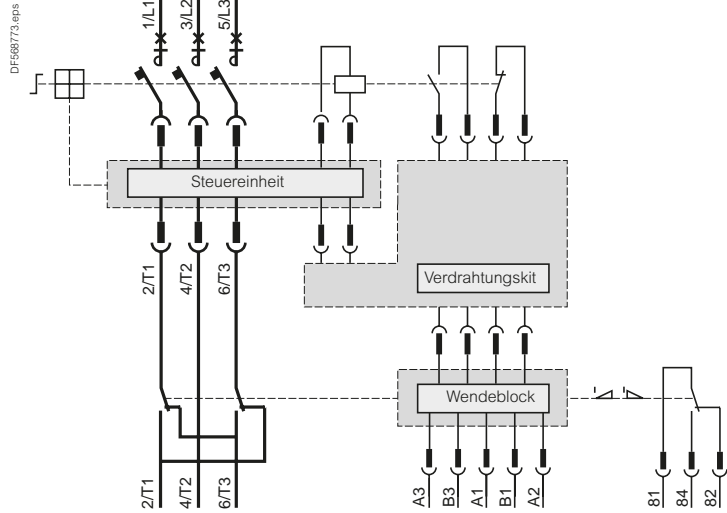 DF568773.eps
1/L1
3/L2
5/L3
Steuereinheit
2/T1
4/T2
6/T3
Verdrahtungskit
Wendeblock
2/T1
4/T2
6/T3
A3
B3
A1
B1
A2
81
84
82